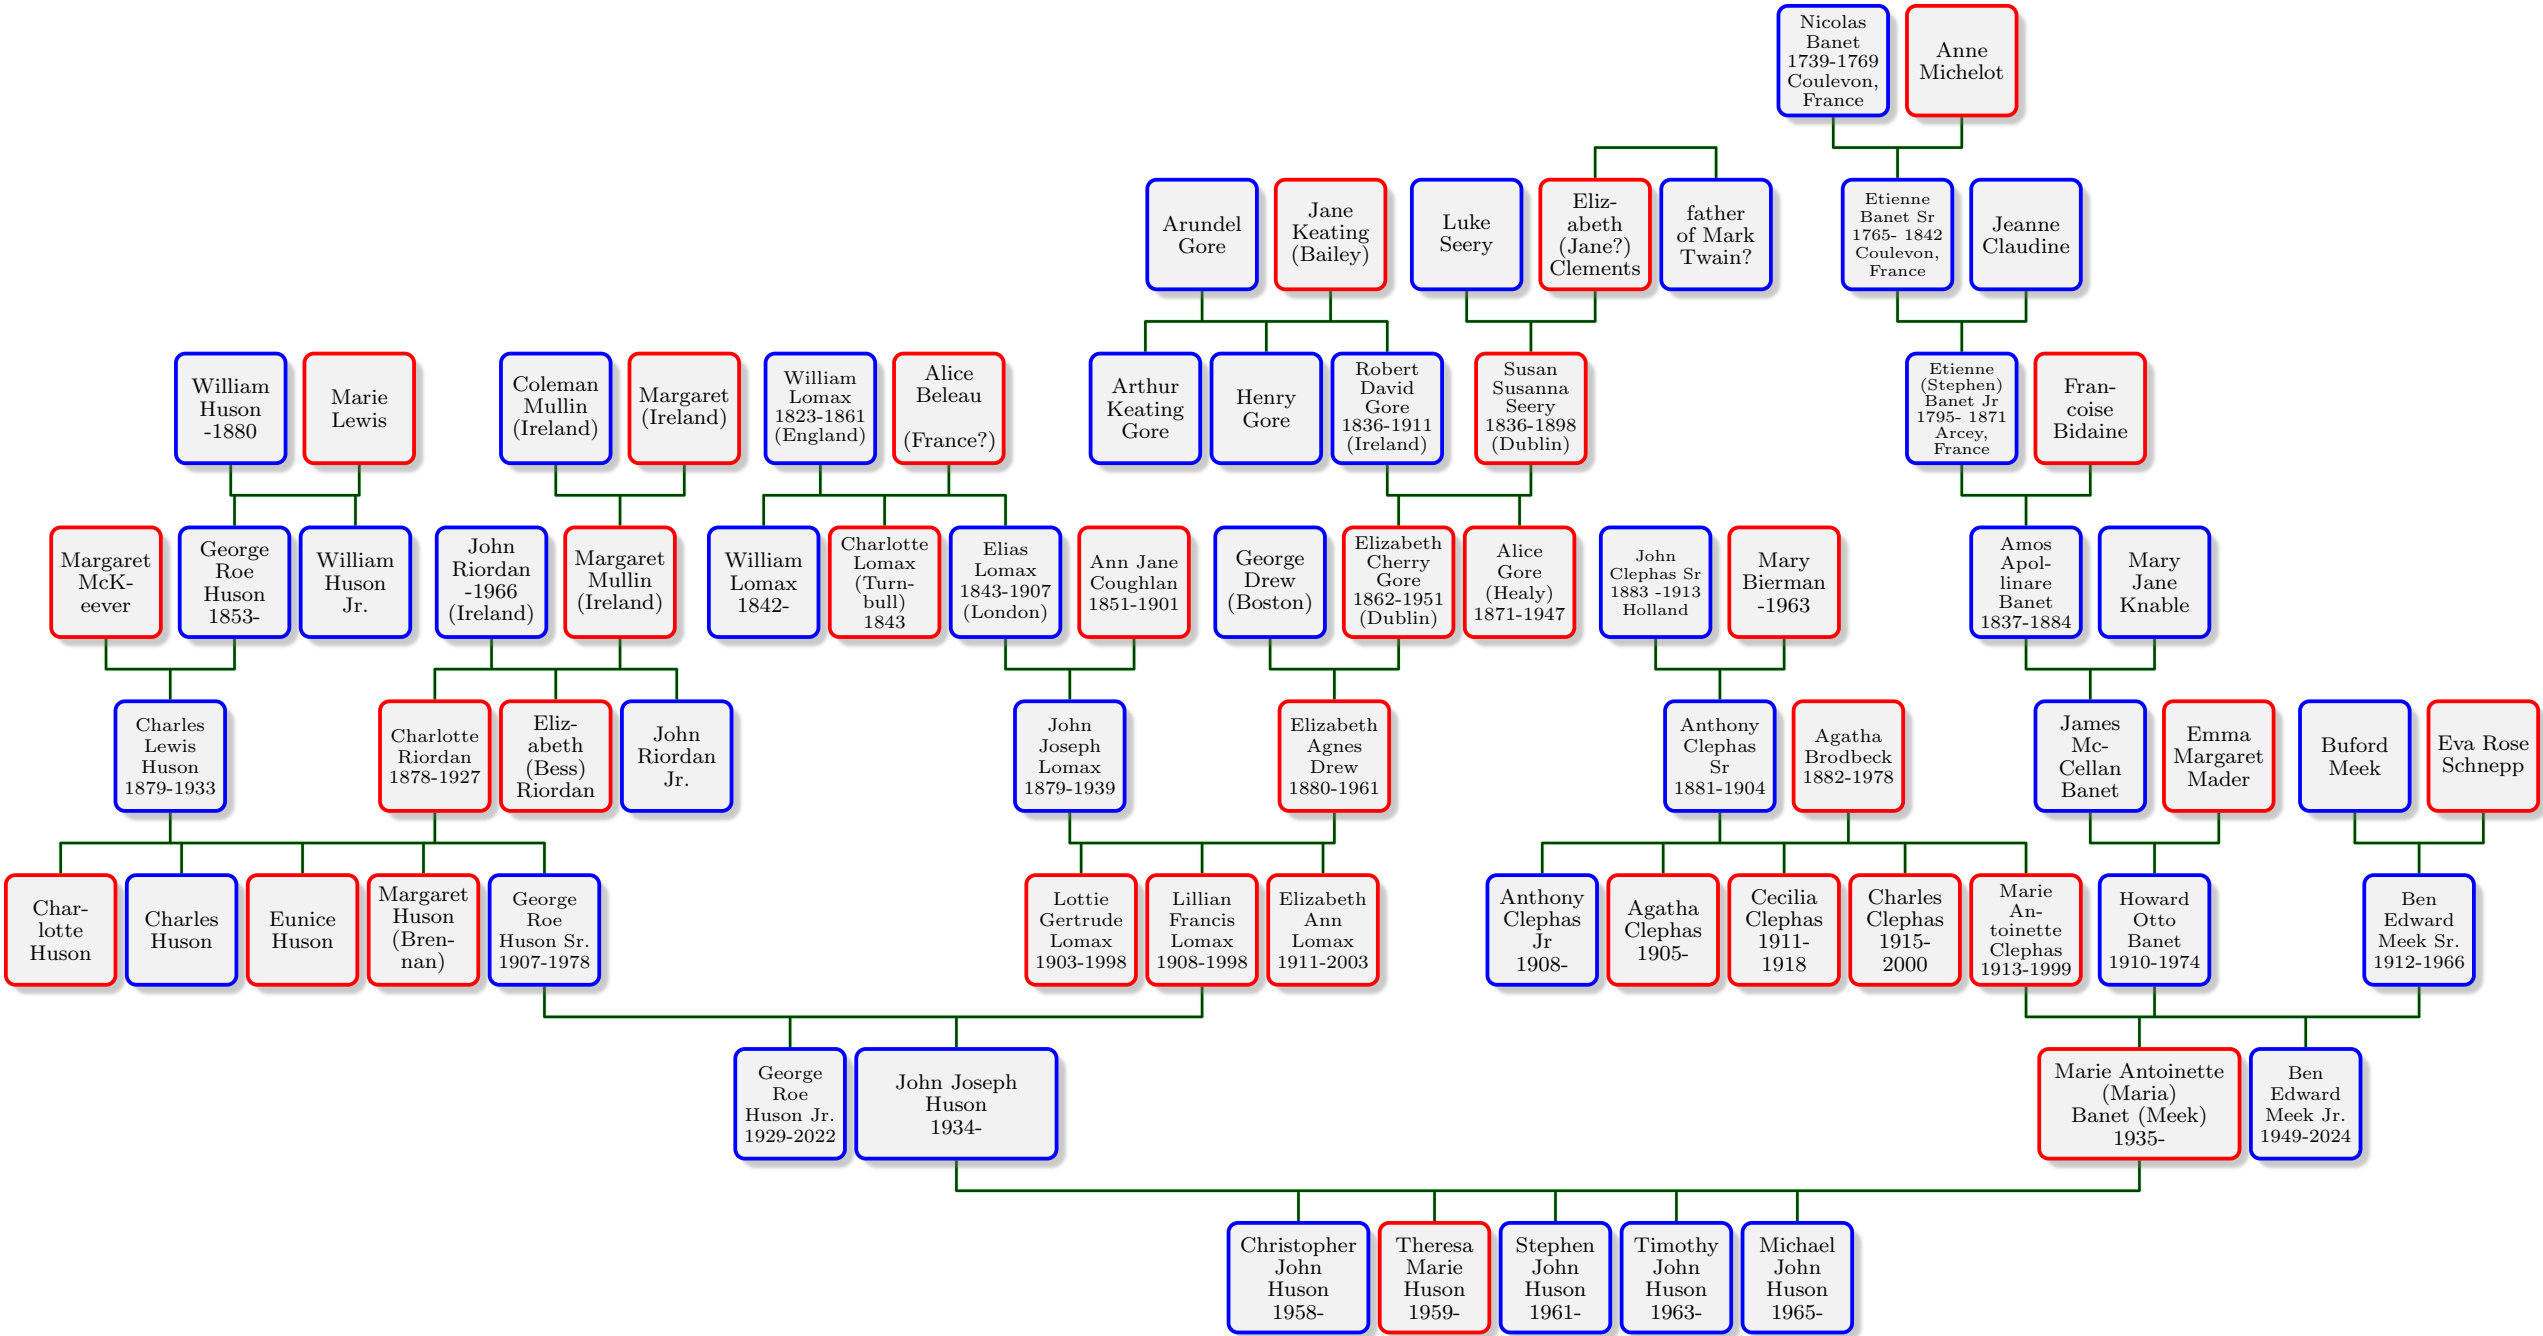 Nicolas
Banet
1739-1769
Coulevon,
France
Anne
Michelot
Arundel
Gore
Jane
Keating
(Bailey)
Luke
Seery
Eliz-
abeth
(Jane?)
Clements
father
of Mark
Twain?
Etienne
Banet Sr
1765- 1842
Coulevon,
France
Jeanne
Claudine
William
Huson
-1880
Marie
Lewis
Coleman
Mullin
(Ireland)
Margaret
(Ireland)
William
Lomax
1823-1861
(England)
Alice
Beleau
(France?)
Arthur
Keating
Gore
Henry
Gore
Robert
David
Gore
1836-1911
(Ireland)
Susan
Susanna
Seery
1836-1898
(Dublin)
Etienne
(Stephen)
Banet Jr
1795- 1871
Arcey,
France
Fran-
coise
Bidaine
Margaret
McK-
eever
George
Roe
Huson
1853-
William
Huson
Jr.
John
Riordan
-1966
(Ireland)
Margaret
Mullin
(Ireland)
William
Lomax
1842-
Charlotte
Lomax
(Turn-
bull)
1843
Elias
Lomax
1843-1907
(London)
Ann Jane
Coughlan
1851-1901
George
Drew
(Boston)
Elizabeth
Cherry
Gore
1862-1951
(Dublin)
Alice
Gore
(Healy)
1871-1947
John
Clephas Sr
1883 -1913
Holland
Mary
Bierman
-1963
Amos
Apol-
linare
Banet
1837-1884
Mary
Jane
Knable
Charles
Lewis
Huson
1879-1933
Charlotte
Riordan
1878-1927
Eliz-
abeth
(Bess)
Riordan
John
Riordan
Jr.
John
Joseph
Lomax
1879-1939
Elizabeth
Agnes
Drew
1880-1961
Anthony
Clephas
Sr
1881-1904
Agatha
Brodbeck
1882-1978
James
Mc-
Cellan
Banet
Emma
Margaret
Mader
Buford
Meek
Eva Rose
Schnepp
Char-
lotte
Huson
Charles
Huson
Eunice
Huson
Margaret
Huson
(Bren-
nan)
George
Roe
Huson Sr.
1907-1978
Lottie
Gertrude
Lomax
1903-1998
Lillian
Francis
Lomax
1908-1998
Elizabeth
Ann
Lomax
1911-2003
Anthony
Clephas
Jr
1908-
Agatha
Clephas
1905-
Cecilia
Clephas
1911-
1918
Charles
Clephas
1915-
2000
Marie
An-
toinette
Clephas
1913-1999
Howard
Otto
Banet
1910-1974
Ben
Edward
Meek Sr.
1912-1966
George
Roe
Huson Jr.
1929-2022
John Joseph
Huson
1934-
Marie Antoinette
(Maria)
Banet (Meek)
1935-
Ben
Edward
Meek Jr.
1949-2024
Christopher
John
Huson
1958-
Theresa
Marie
Huson
1959-
Stephen
John
Huson
1961-
Timothy
John
Huson
1963-
Michael
John
Huson
1965-